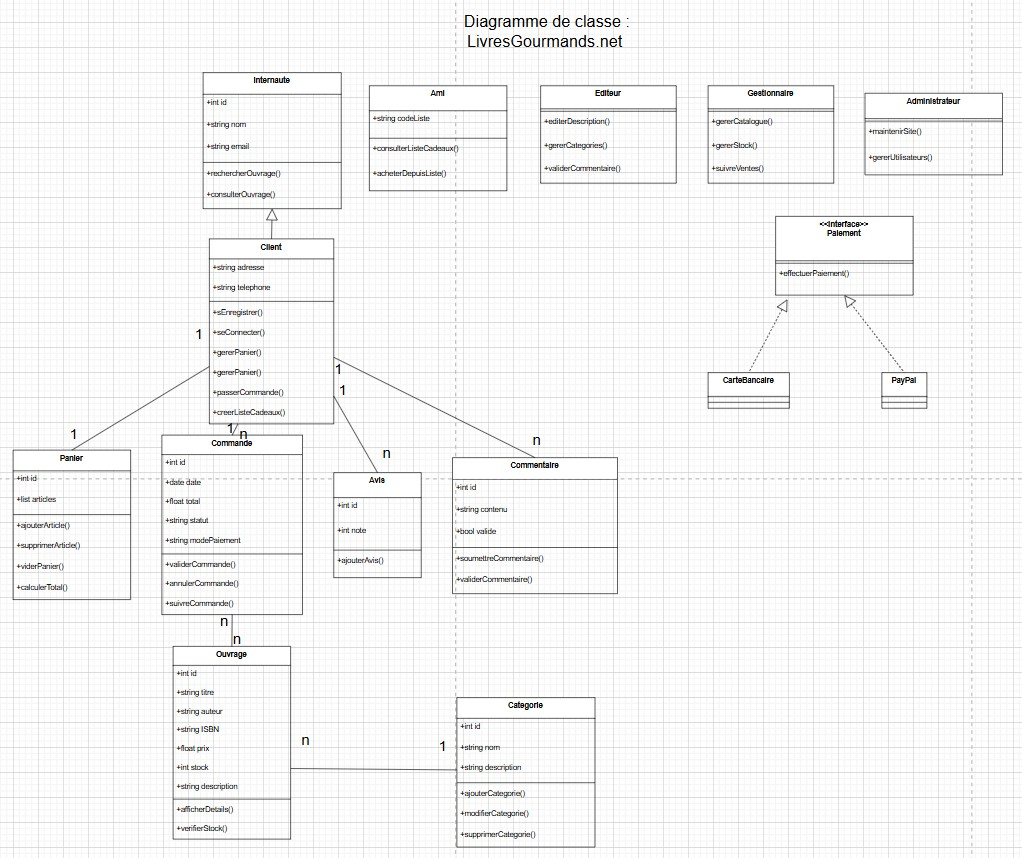 Diagramme de classe :
LivresGourmands.net
Internaute
+int id
+string nom
+string email
+rechercherOuvrage()
+consulterOuvrage()
Ami
+string codeListe
+consulterListeCadeaux()
+acheterDepuisListe()
Editeur
+editerDescription()
+gererCategories()
+validerCommentaire()
Gestionnaire
+gererCatalogue()
+gererStock()
+suivreVentes()
Administrateur
+maintenirSite()
+gererUtilisateurs()
<<Interface>>
Paiement
+effectuerPaiement()
CarteBancaire
PayPal
Client
+string adresse
+string telephone
+sEnregistrer()
+seConnecter()
+gererPanier()
+gererPanier()
+passerCommande()
+creerListeCadeaux()
1
1
1
1
1
n
n
n
Panier
+int id
+list articles
+ajouterArticle()
+supprimerArticle()
+viderPanier()
+calculerTotal()
Commande
+int id
+date date
+float total
+string statut
+string modePaiement
+validerCommande()
+annulerCommande()
+suivreCommande()
Avis
+int id
+int note
+ajouterAvis()
Commentaire
+int id
+string contenu
+bool valide
+soumettreCommentaire()
+validerCommentaire()
n
n
Ouvrage
+int id
+string titre
+string auteur
+string ISBN
+float prix
+int stock
+string description
+afficherDetails()
+verifierStock()
n
1
Categorie
+int id
+string nom
+string description
+ajouterCategorie()
+modifierCategorie()
+supprimerCategorie()